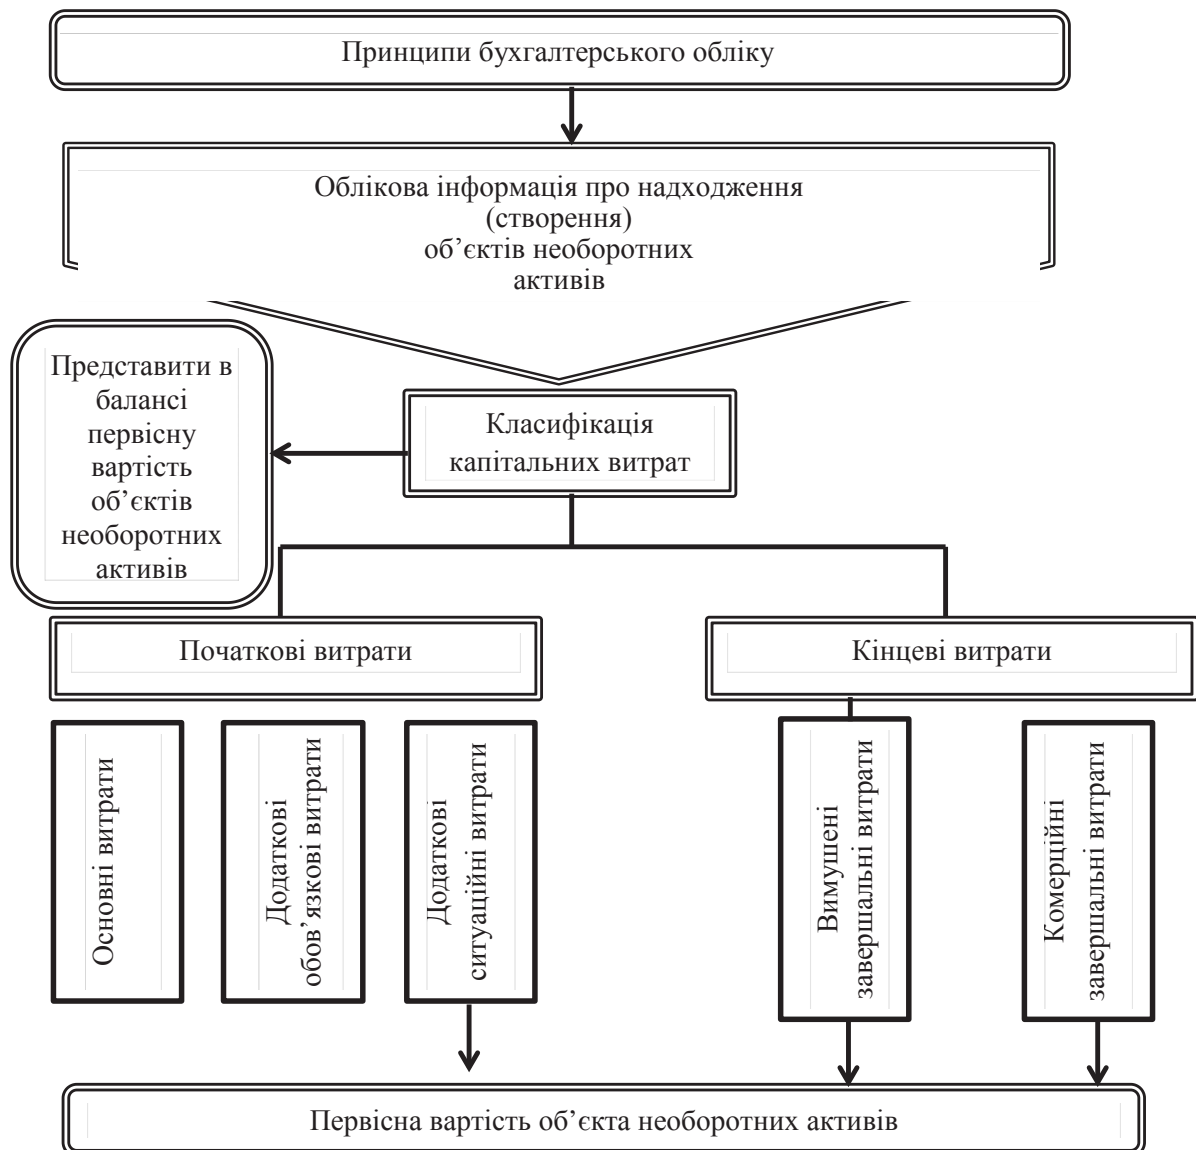 Принципи бухгалтерського обліку
Облікова інформація про надходження
(створення)
об’єктів необоротних
активів
Представити в
балансі
первісну
вартість
об’єктів
необоротних
активів
Класифікація
капітальних витрат
Початкові витрати
Кінцеві витрати
Основні витрати
Додаткові
обов’язкові витрати
Додаткові
ситуаційні витрати
Вимушені
завершальні витрати
Комерційні
завершальні витрати
Первісна вартість об’єкта необоротних активів